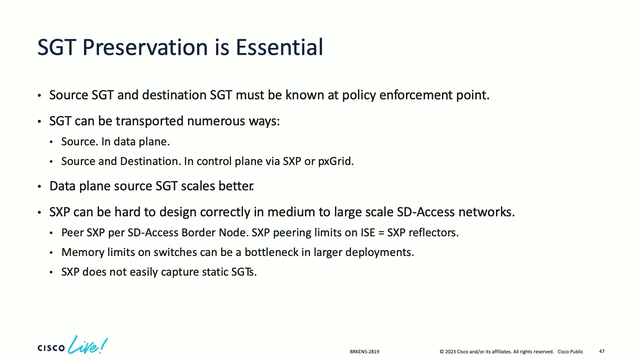 SGT Preservation is Essential
• Source SGT and destination SGT must be known at policy enforcement point.
• SGT can be transported numerous ways:
• Source. In data plane.
• Source and Destination. In control plane via SXP or pxGrid.
• Data plane source SGT scales better.
• SXP can be hard to design correctly in medium to large scale SD-Access networks.
• Peer SXP per SD-Access Border Node. SXP peering limits on ISE = SXP reflectors.
• Memory limits on switches can be a bottleneck in larger deployments.
• SXP does not easily capture static SGTs.
CISCO Live! BRKENS-2819 © 2023 Cisco and/or its affiliates. All rights reserved. Cisco Public 47